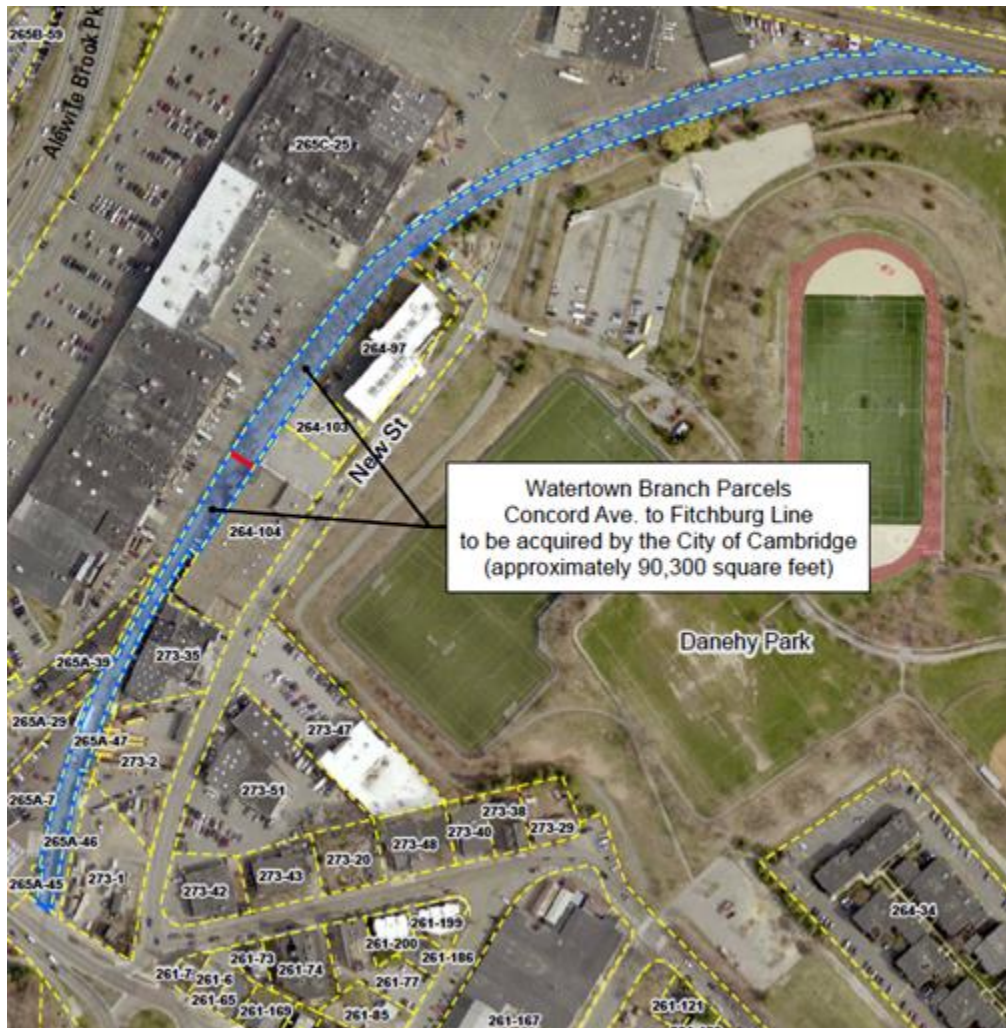 265B-59
Alewife Brook Pk
265C-25
264-97
264-103
New St
Watertown Branch Parcels
Concord Ave. to Fitchburg Line
to be acquired by the City of Cambridge
(approximately 90,300 square feet)
264-104
Danehy Park
265A-39
273-35
265A-29
265A-47
273-2
273-47
265A-7
273-51
265A-46
273-38
273-40
273-29
273-48
273-20
265A-45
273-1
273-42
273-43
264-34
261-199
261-200
261-73
261-186
261-7
261-6
261-74
261-77
261-65
261-169
261-85
261-167
261-121